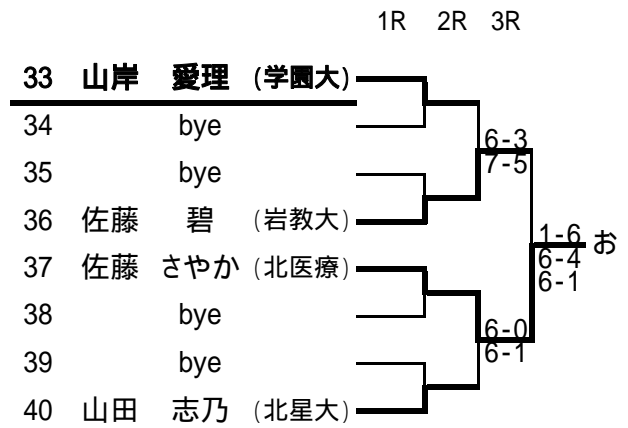 1R 2R 3R
33 山岸 愛理 (学園大)
34 bye
6-3
35 bye
7-5
36 佐藤 碧 (岩教大)
1-6
お
37 佐藤 さやか (北医療)
6-4
6-1
38 bye
6-0
39 bye
6-1
40 山田 志乃 (北星大)